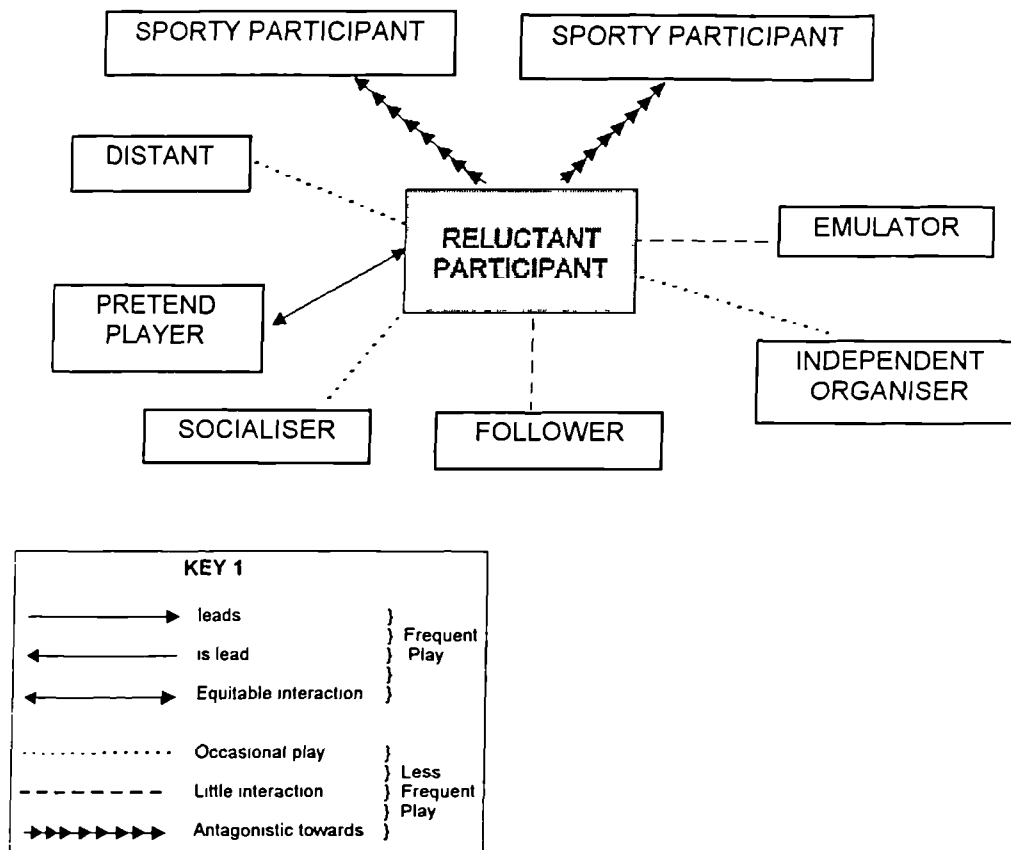 SPORTY PARTICIPANT
SPORTY PARTICIPANT
DISTANT
RELUCTANT
PARTICIPANT
EMULATOR
PRETEND
PLAYER
INDEPENDENT
ORGANISER
SOCIALISER
FOLLOWER
KEY 1
leads
is lead
Equitable interaction
} Frequent
} Play
Occasional play
Little interaction
Antagonistic towards
} Less
} Frequent
} Play